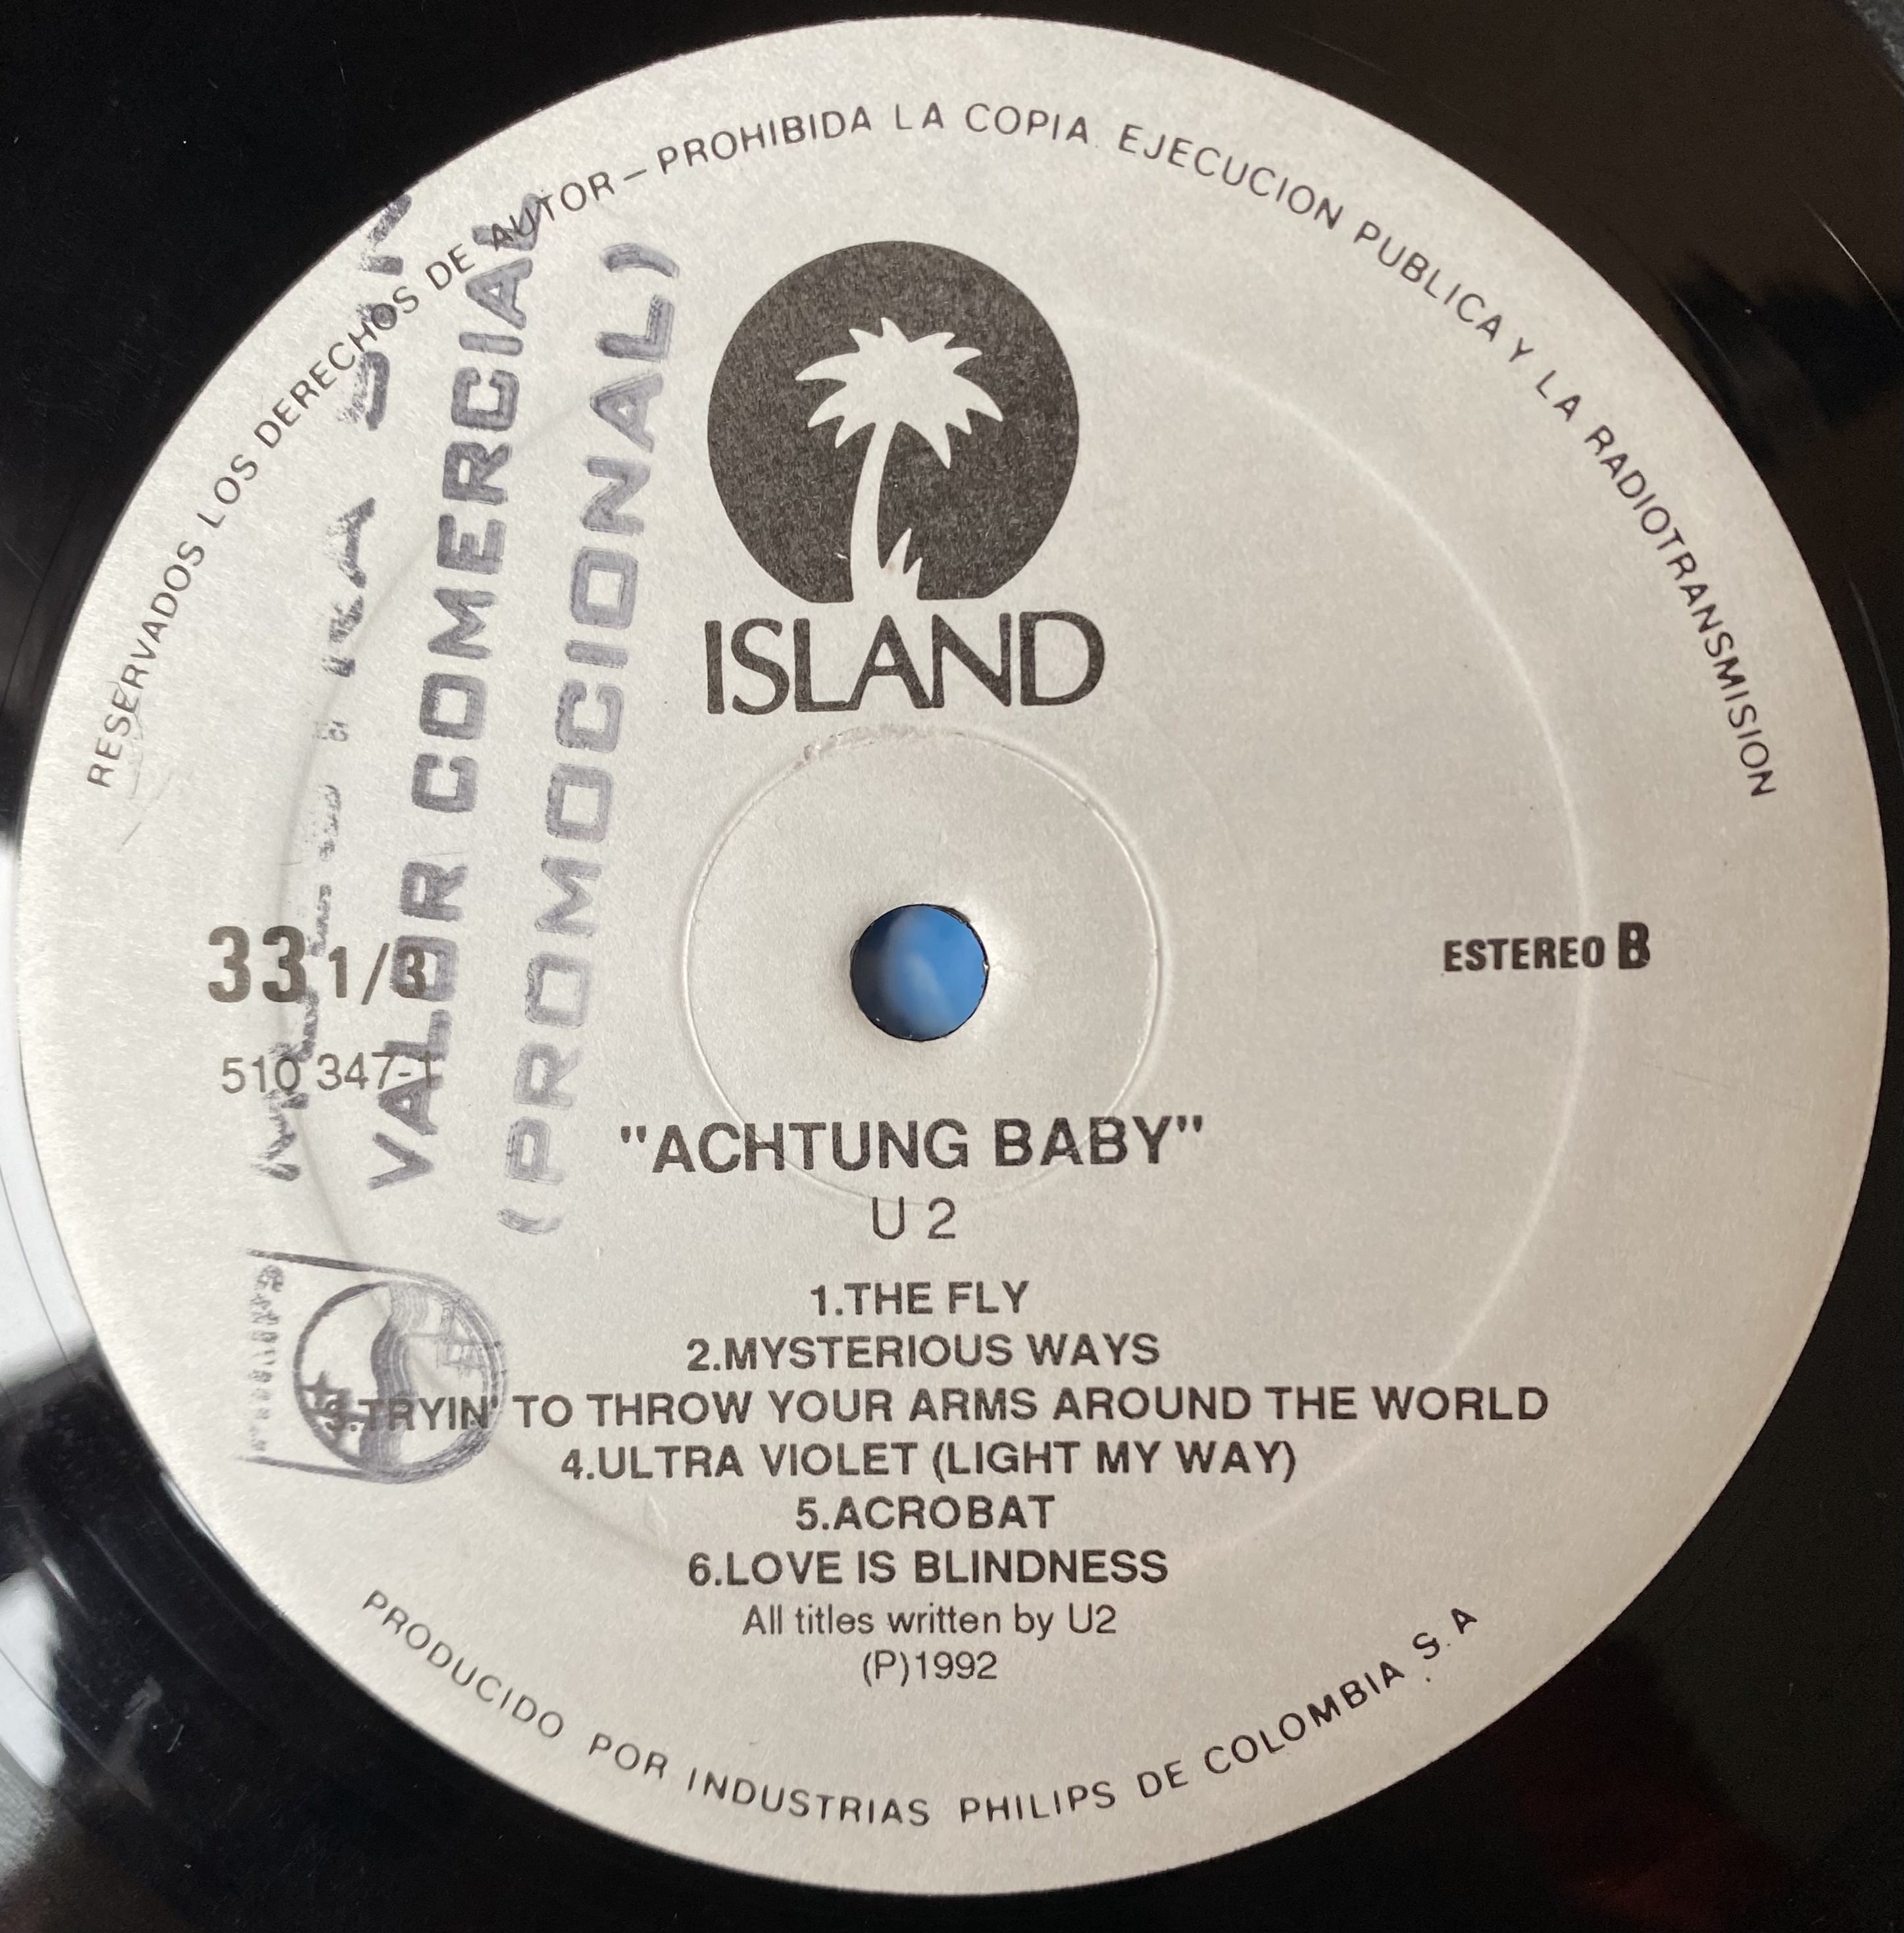 RESERVADOS LOS DERECHOS DE AUTOR – PROHIBIDA LA COPIA. EJECUCION PUBLICA Y LA RADIOTRANSMISION
ISLAND
VALOR COMERCIAL
(PROMOCIONAL)
33 1/3
510 347-1
ESTEREO B
"ACHTUNG BABY"
U 2
1.THE FLY
2.MYSTERIOUS WAYS
3.TRYIN' TO THROW YOUR ARMS AROUND THE WORLD
4.ULTRA VIOLET (LIGHT MY WAY)
5.ACROBAT
6.LOVE IS BLINDNESS
All titles written by U2
(P)1992
PRODUCIDO POR INDUSTRIAS PHILIPS DE COLOMBIA S. A